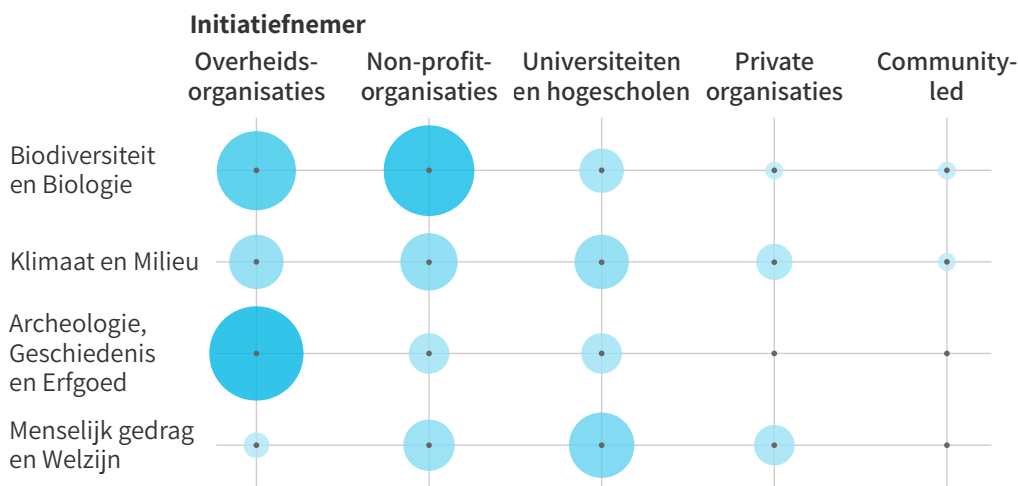 Initiatiefnemer
Overheids-
organisaties
Non-profit-
organisaties
Universiteiten
en hogescholen
Private
organisaties
Community-
led
Biodiversiteit
en Biologie
Klimaat en Milieu
Archeologie,
Geschiedenis
en Erfgoed
Menselijk gedrag
en Welzijn